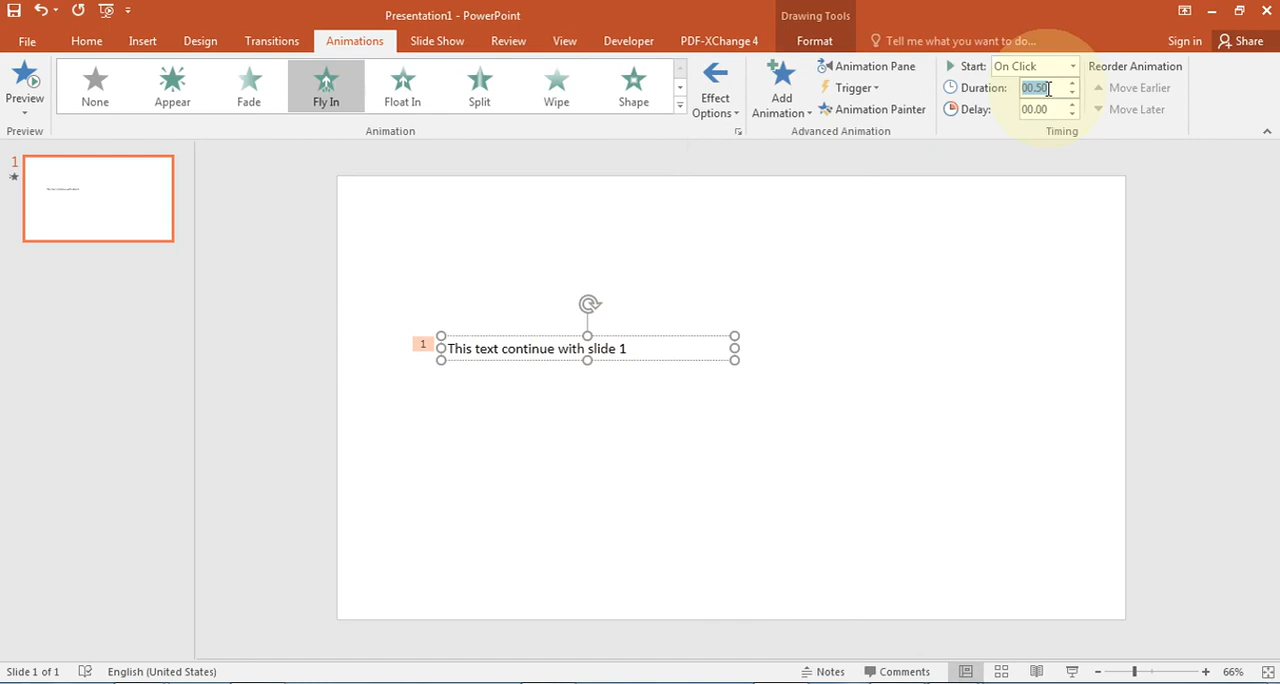 Presentation1 - PowerPoint
Drawing Tools
File Home Insert Design Transitions Animations Slide Show Review View Developer PDF-XChange 4 Format Tell me what you want to do... Sign in Share
Preview
None Appear Fade Fly In Float In Split Wipe Shape
Effect Options
Add Animation
Animation Pane
Trigger
Animation Painter
Start: On Click
Duration: 00.50
Delay: 00.00
Reorder Animation
Move Earlier
Move Later
Preview Animation Advanced Animation Timing
1
1
This text continue with slide 1
Slide 1 of 1 English (United States) Notes Comments 66%